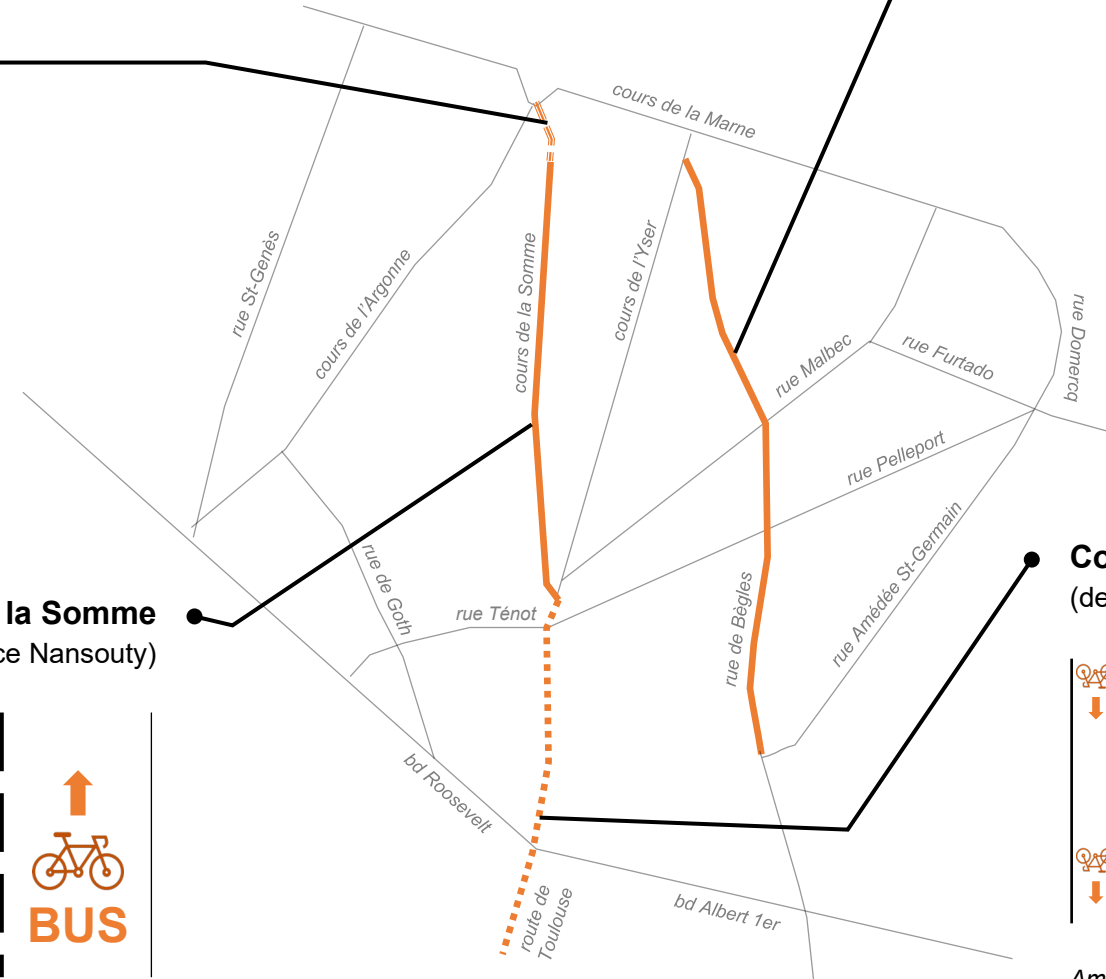 cours de la Marne
rue St-Genès
cours de l'Argonne
cours de la Somme
cours de l'Yser
rue Malbec
rue Furtado
rue Domercq
rue Pelleport
rue Amédée St-Germain
rue de Bègles
rue de Goth
rue Ténot
la Somme
ce Nansouty)
Co
(de
bd Roosevelt
BUS
route de
Toulouse
bd Albert 1er
Am